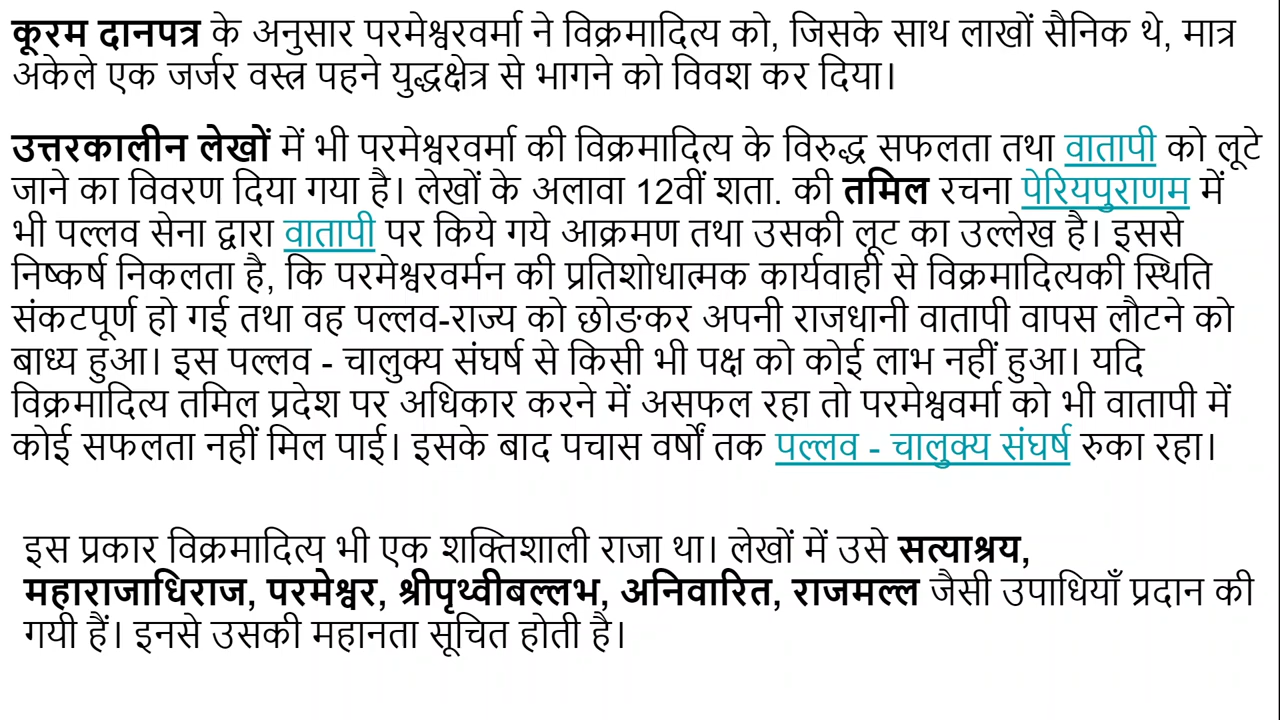 कूरम दानपत्र के अनुसार परमेश्वरवर्मा ने विक्रमादित्य को, जिसके साथ लाखों सैनिक थे, मात्र
अकेले एक जर्जर वस्त्र पहने युद्धक्षेत्र से भागने को विवश कर दिया।
उत्तरकालीन लेखों में भी परमेश्वरवर्मा की विक्रमादित्य के विरुद्ध सफलता तथा वातापी को लूटे
जाने का विवरण दिया गया है। लेखों के अलावा 12वीं शता. की तमिल रचना पेरियपुराणम में
भी पल्लव सेना द्वारा वातापी पर किये गये आक्रमण तथा उसकी लूट का उल्लेख है। इससे
निष्कर्ष निकलता है, कि परमेश्वरवर्मन की प्रतिशोधात्मक कार्यवाही से विक्रमादित्यकी स्थिति
संकटपूर्ण हो गई तथा वह पल्लव-राज्य को छोङकर अपनी राजधानी वातापी वापस लौटने को
बाध्य हुआ। इस पल्लव - चालुक्य संघर्ष से किसी भी पक्ष को कोई लाभ नहीं हुआ। यदि
विक्रमादित्य तमिल प्रदेश पर अधिकार करने में असफल रहा तो परमेश्ववर्मा को भी वातापी में
कोई सफलता नहीं मिल पाई। इसके बाद पचास वर्षों तक पल्लव - चालुक्य संघर्ष रुका रहा।
इस प्रकार विक्रमादित्य भी एक शक्तिशाली राजा था। लेखों में उसे सत्याश्रय,
महाराजाधिराज, परमेश्वर, श्रीपृथ्वीबल्लभ, अनिवारित, राजमल्ल जैसी उपाधियाँ प्रदान की
गयी हैं। इनसे उसकी महानता सूचित होती है।